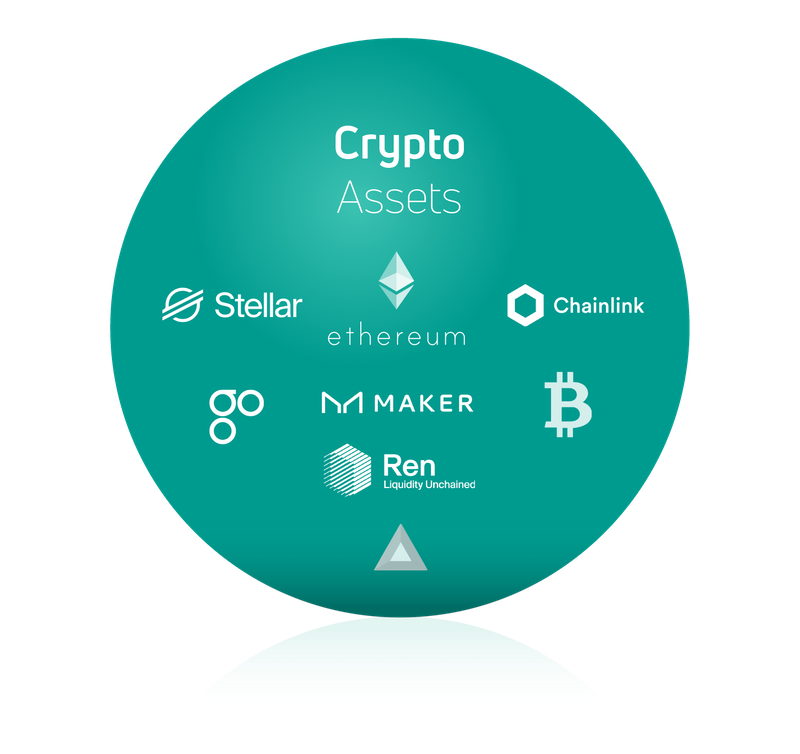 Crypto
Assets
Stellar
ethereum
Chainlink
MAKER
Ren
Liquidity Unchained